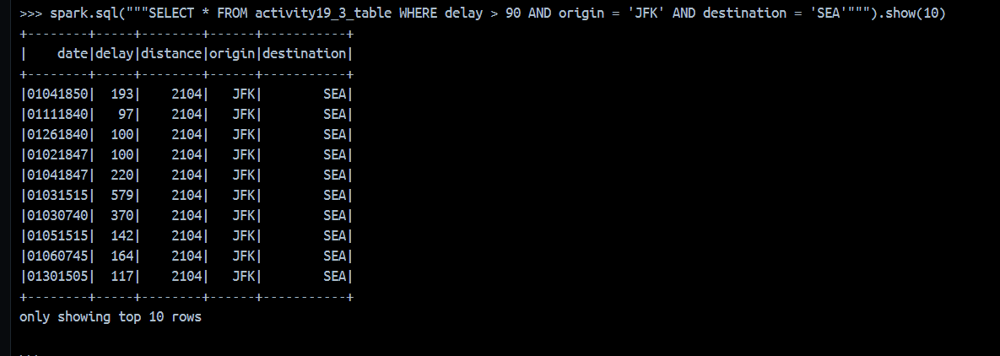 >>> spark.sql("""SELECT * FROM activity19_3_table WHERE delay > 90 AND origin = 'JFK' AND destination = 'SEA'""").show(10)
+--------+-----+--------+------+-----------+
|    date|delay|distance|origin|destination|
+--------+-----+--------+------+-----------+
|01041850|  193|    2104|   JFK|        SEA|
|01111840|   97|    2104|   JFK|        SEA|
|01261840|  100|    2104|   JFK|        SEA|
|01021847|  100|    2104|   JFK|        SEA|
|01041847|  220|    2104|   JFK|        SEA|
|01031515|  579|    2104|   JFK|        SEA|
|01030740|  370|    2104|   JFK|        SEA|
|01051515|  142|    2104|   JFK|        SEA|
|01060745|  164|    2104|   JFK|        SEA|
|01301505|  117|    2104|   JFK|        SEA|
+--------+-----+--------+------+-----------+
only showing top 10 rows